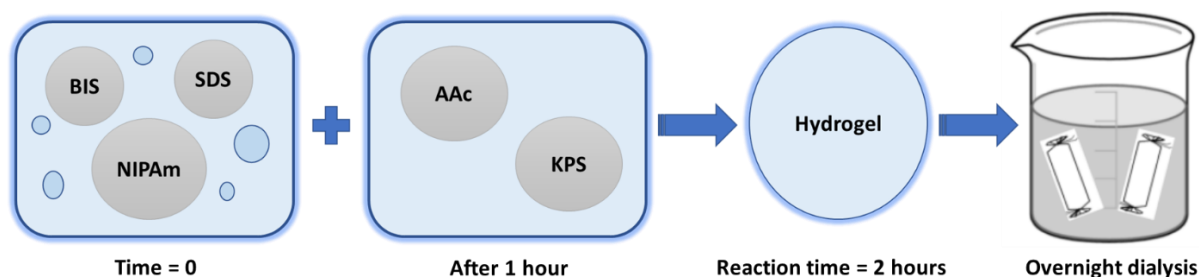 BIS
SDS
NIPAm
AAc
KPS
Hydrogel
Time = 0
After 1 hour
Reaction time = 2 hours
Overnight dialysis